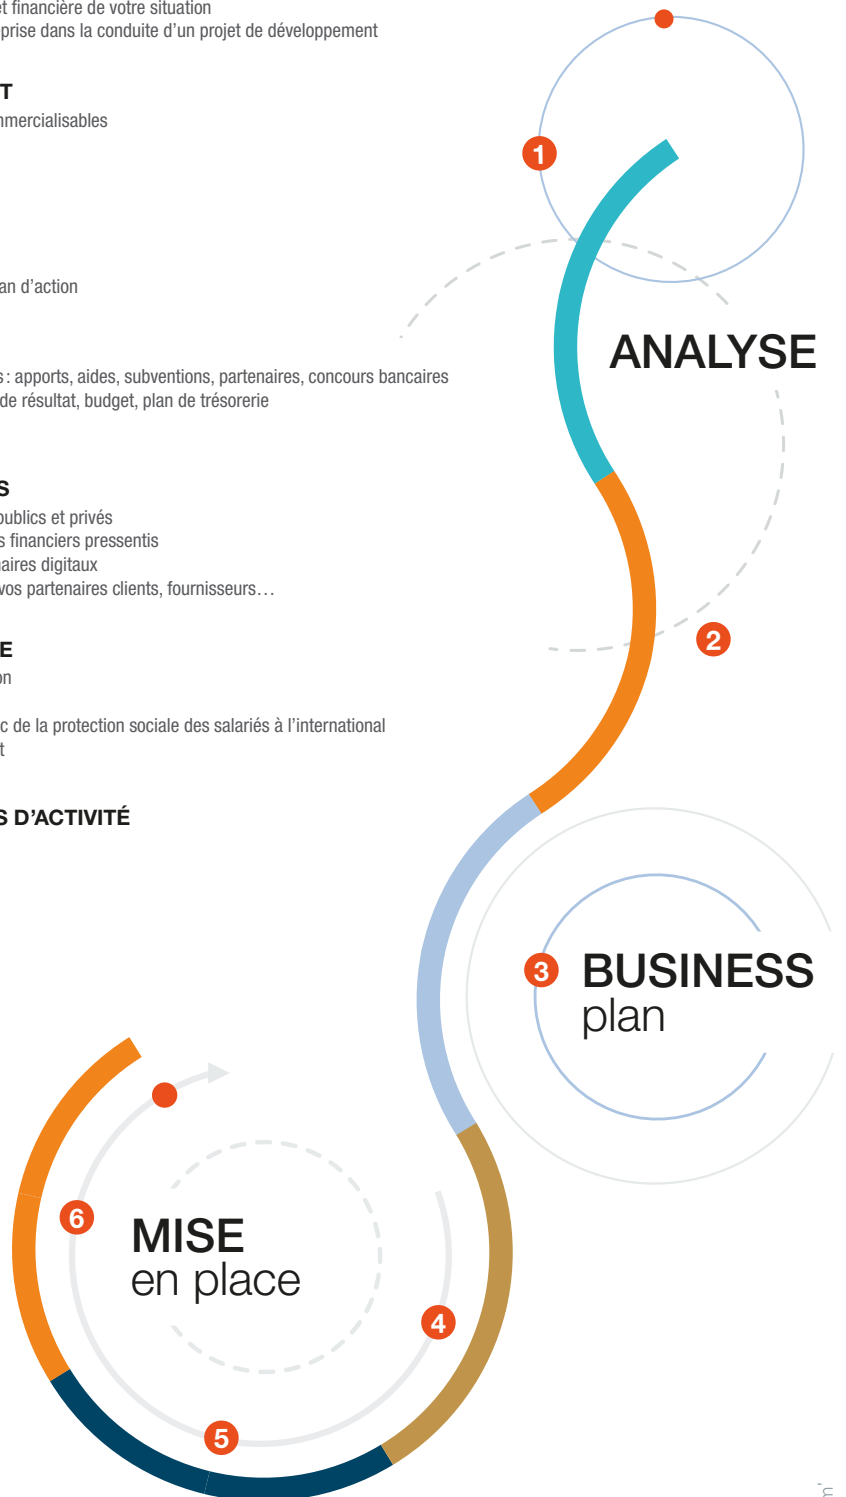 et financière de votre situation
prise dans la conduite d’un projet de développement
T
mmercialisables
an d’action
s : apports, aides, subventions, partenaires, concours bancaires
de résultat, budget, plan de trésorerie
S
publics et privés
s financiers pressentis
naires digitaux
vos partenaires clients, fournisseurs…
E
on
c de la protection sociale des salariés à l’international
t
S D’ACTIVITÉ
1
ANALYSE
2
3
BUSINESS
plan
6
MISE
en place
4
5